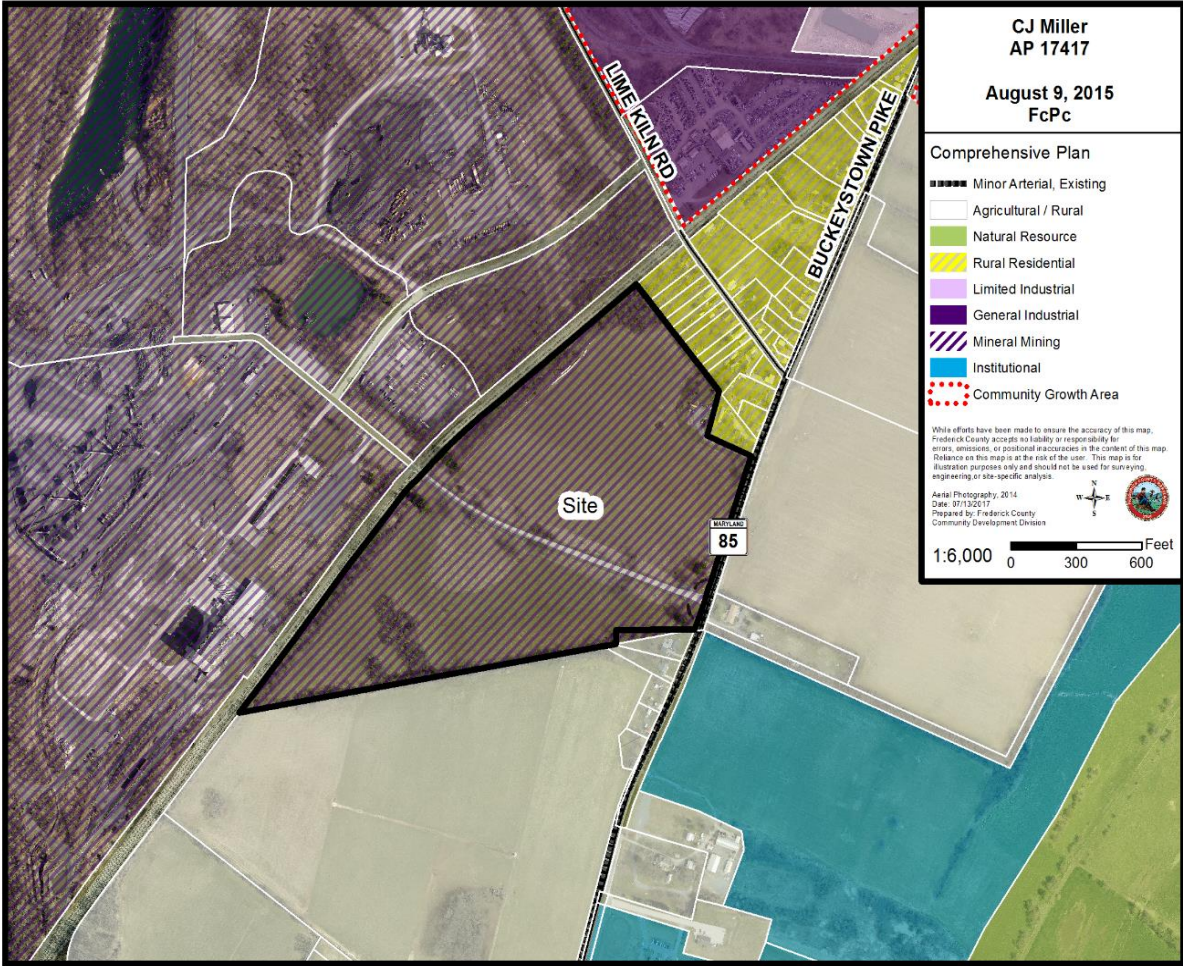 CJ Miller
AP 17417
August 9, 2015
FcPc
Comprehensive Plan
Minor Arterial, Existing
Agricultural / Rural
Natural Resource
Rural Residential
Limited Industrial
General Industrial
Mineral Mining
Institutional
Community Growth Area
While efforts have been made to ensure the accuracy of this map,
Frederick County accepts no liability or responsibility for
errors, omissions, or positional inaccuracies in the content of this map.
Reliance on this map is at the risk of the user. This map is for
illustration purposes only and should not be used for surveying,
engineering,or site-specific analysis.
Aerial Photography, 2014
Date: 07/13/2017
Prepared by: Frederick County
Community Development Division
N
W E
S
1:6,000
Feet
0 300 600
LIME KILN RD
BUCKEYSTOWN PIKE
Site
MARYLAND
85